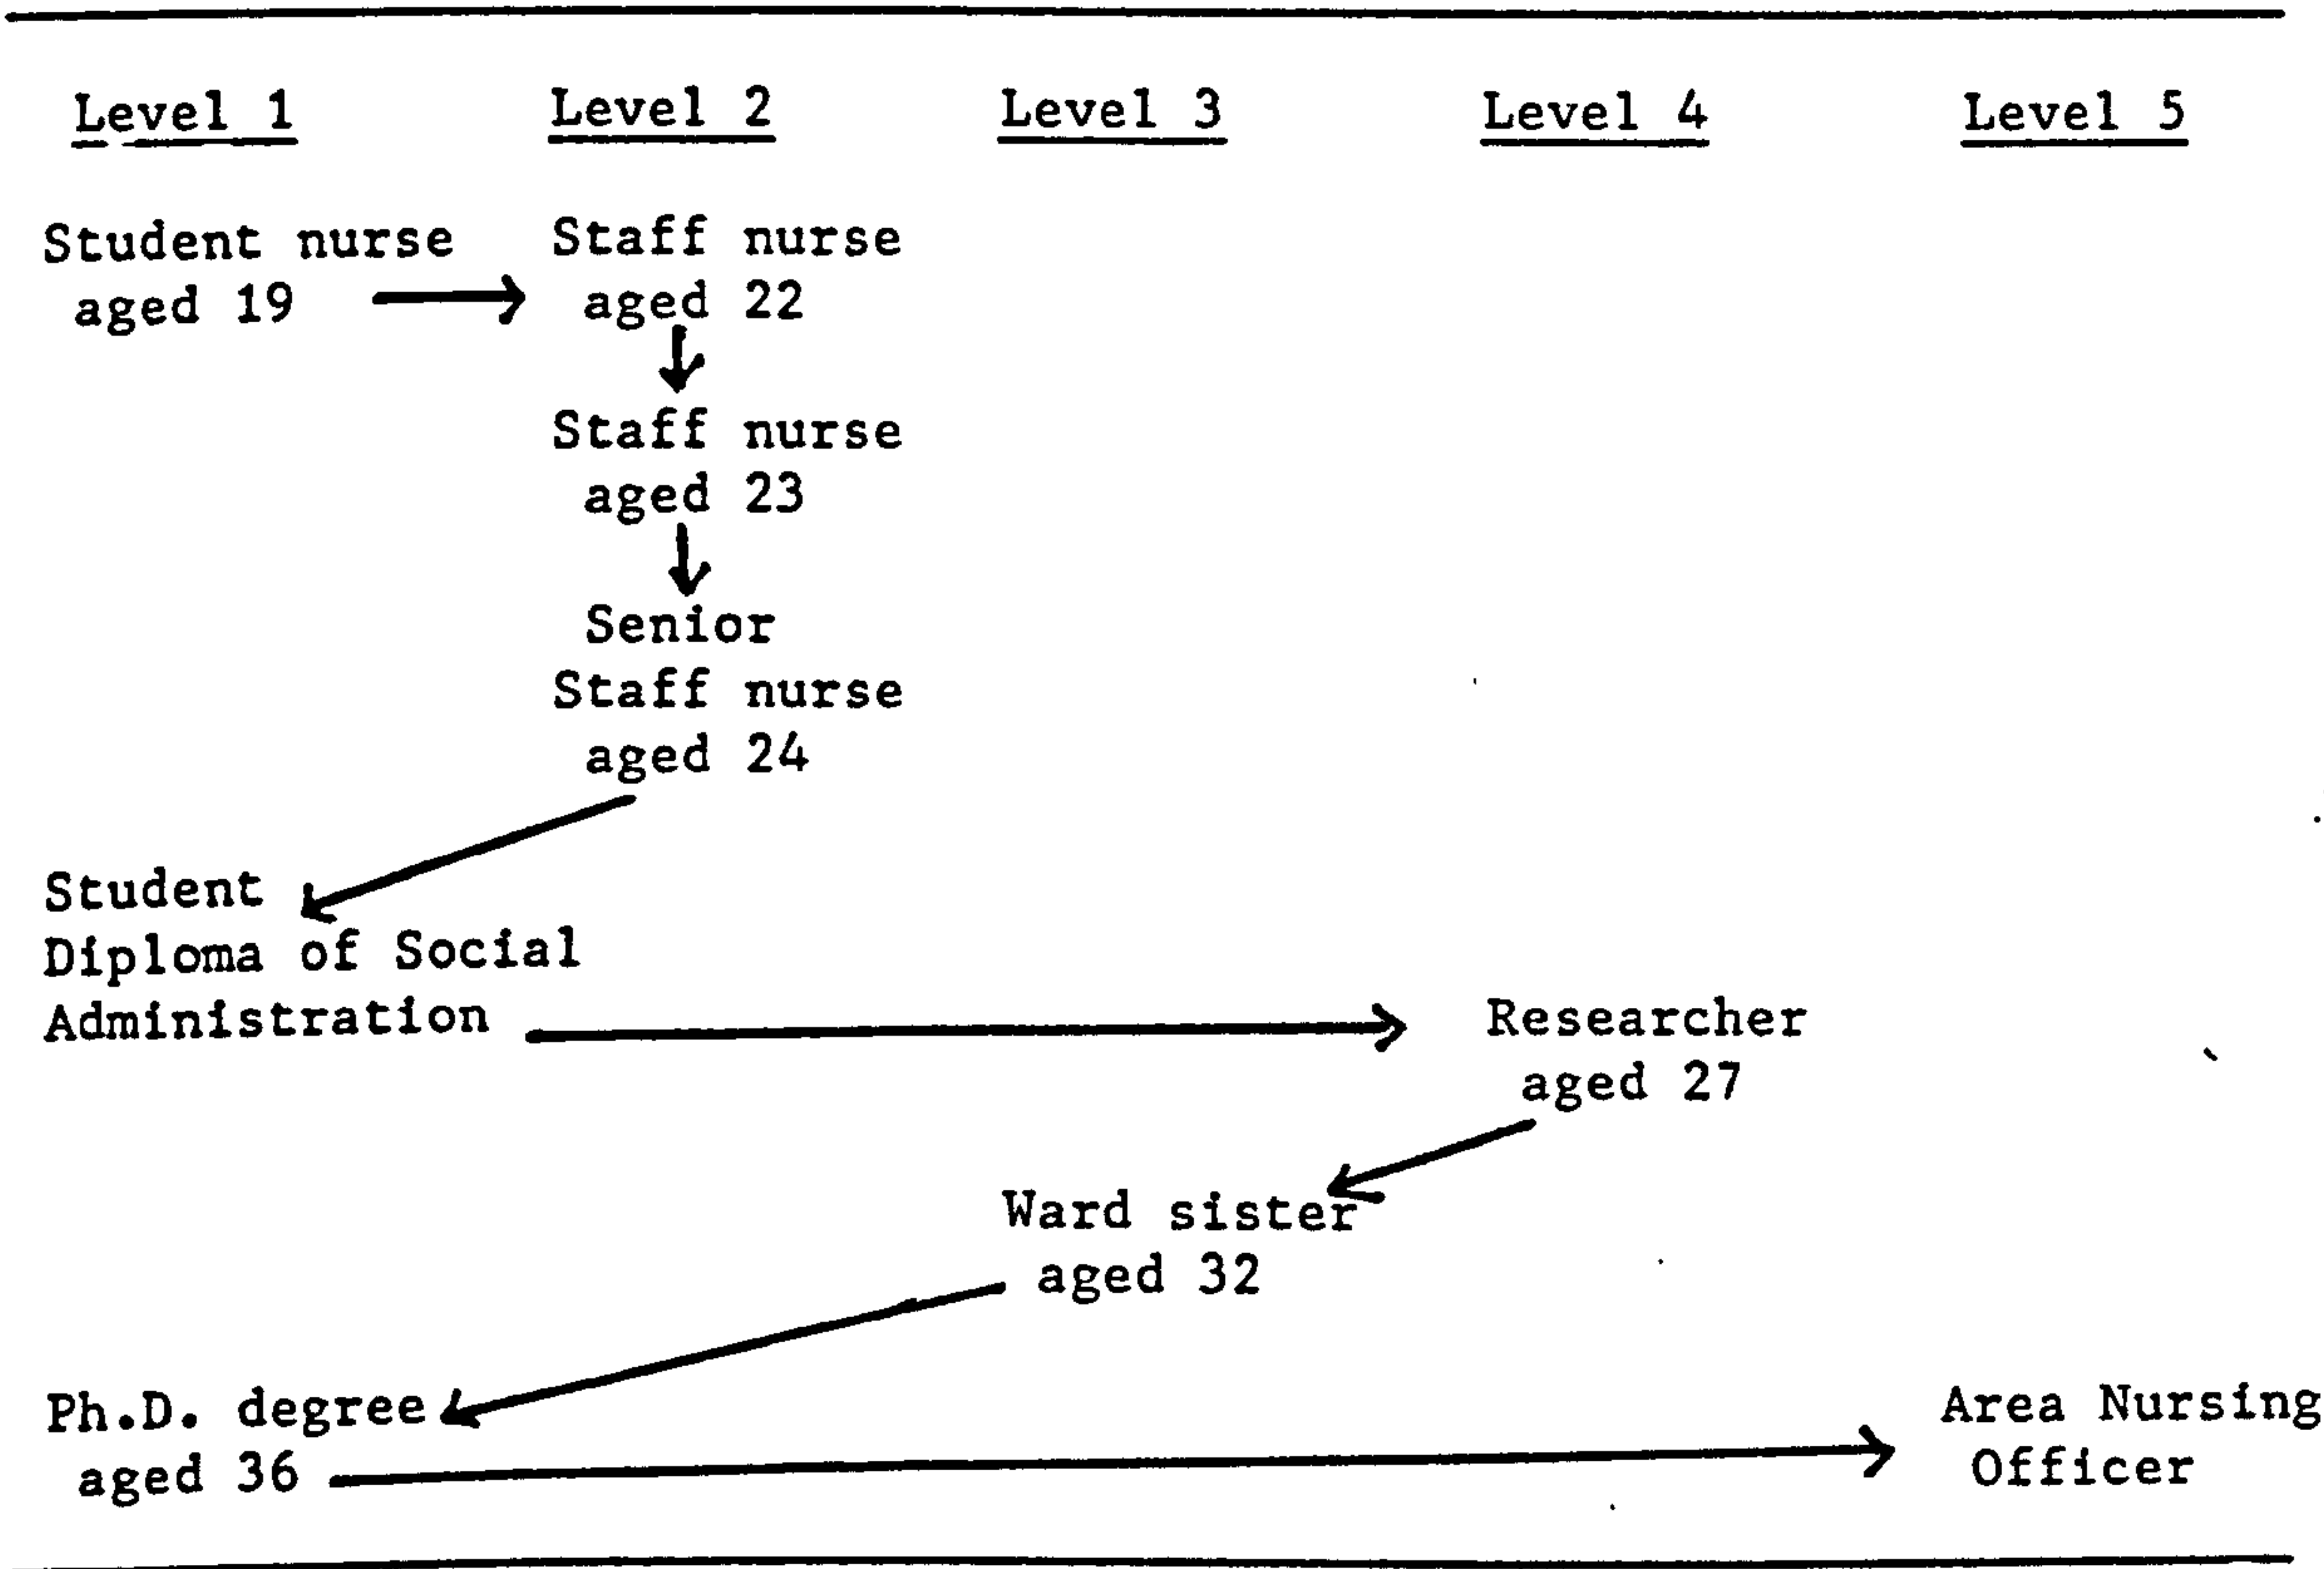 Level 1 Level 2 Level 3 Level 4 Level 5
Student nurse Staff nurse
aged 19 aged 22
Staff nurse
aged 23
Senior
Staff nurse
aged 24
Student
Diploma of Social
Administration Researcher
aged 27
Ward sister
aged 32
Ph.D. degree Area Nursing
aged 36 Officer